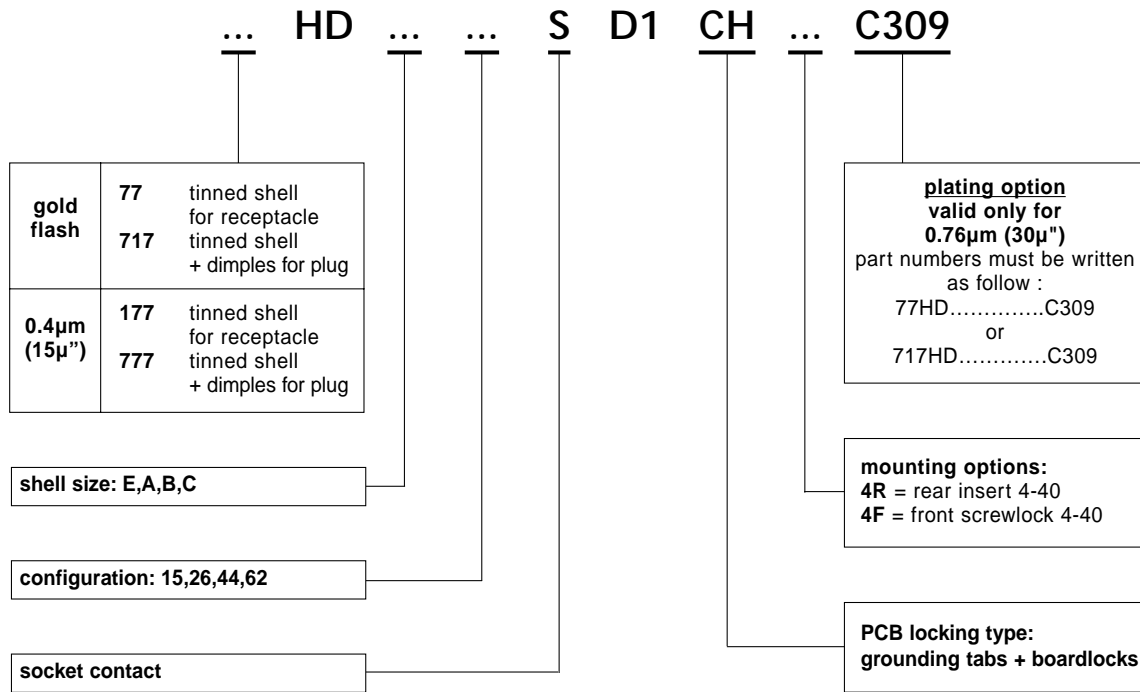 ... HD ... ... S D1 CH ... C309
gold
flash
77 tinned shell
for receptacle
717 tinned shell
+ dimples for plug
0.4µm
(15µ”)
177 tinned shell
for receptacle
777 tinned shell
+ dimples for plug
shell size: E,A,B,C
configuration: 15,26,44,62
socket contact
plating option
valid only for
0.76µm (30µ")
part numbers must be written
as follow :
77HD…………..C309
or
717HD………….C309
mounting options:
4R = rear insert 4-40
4F = front screwlock 4-40
PCB locking type:
grounding tabs + boardlocks